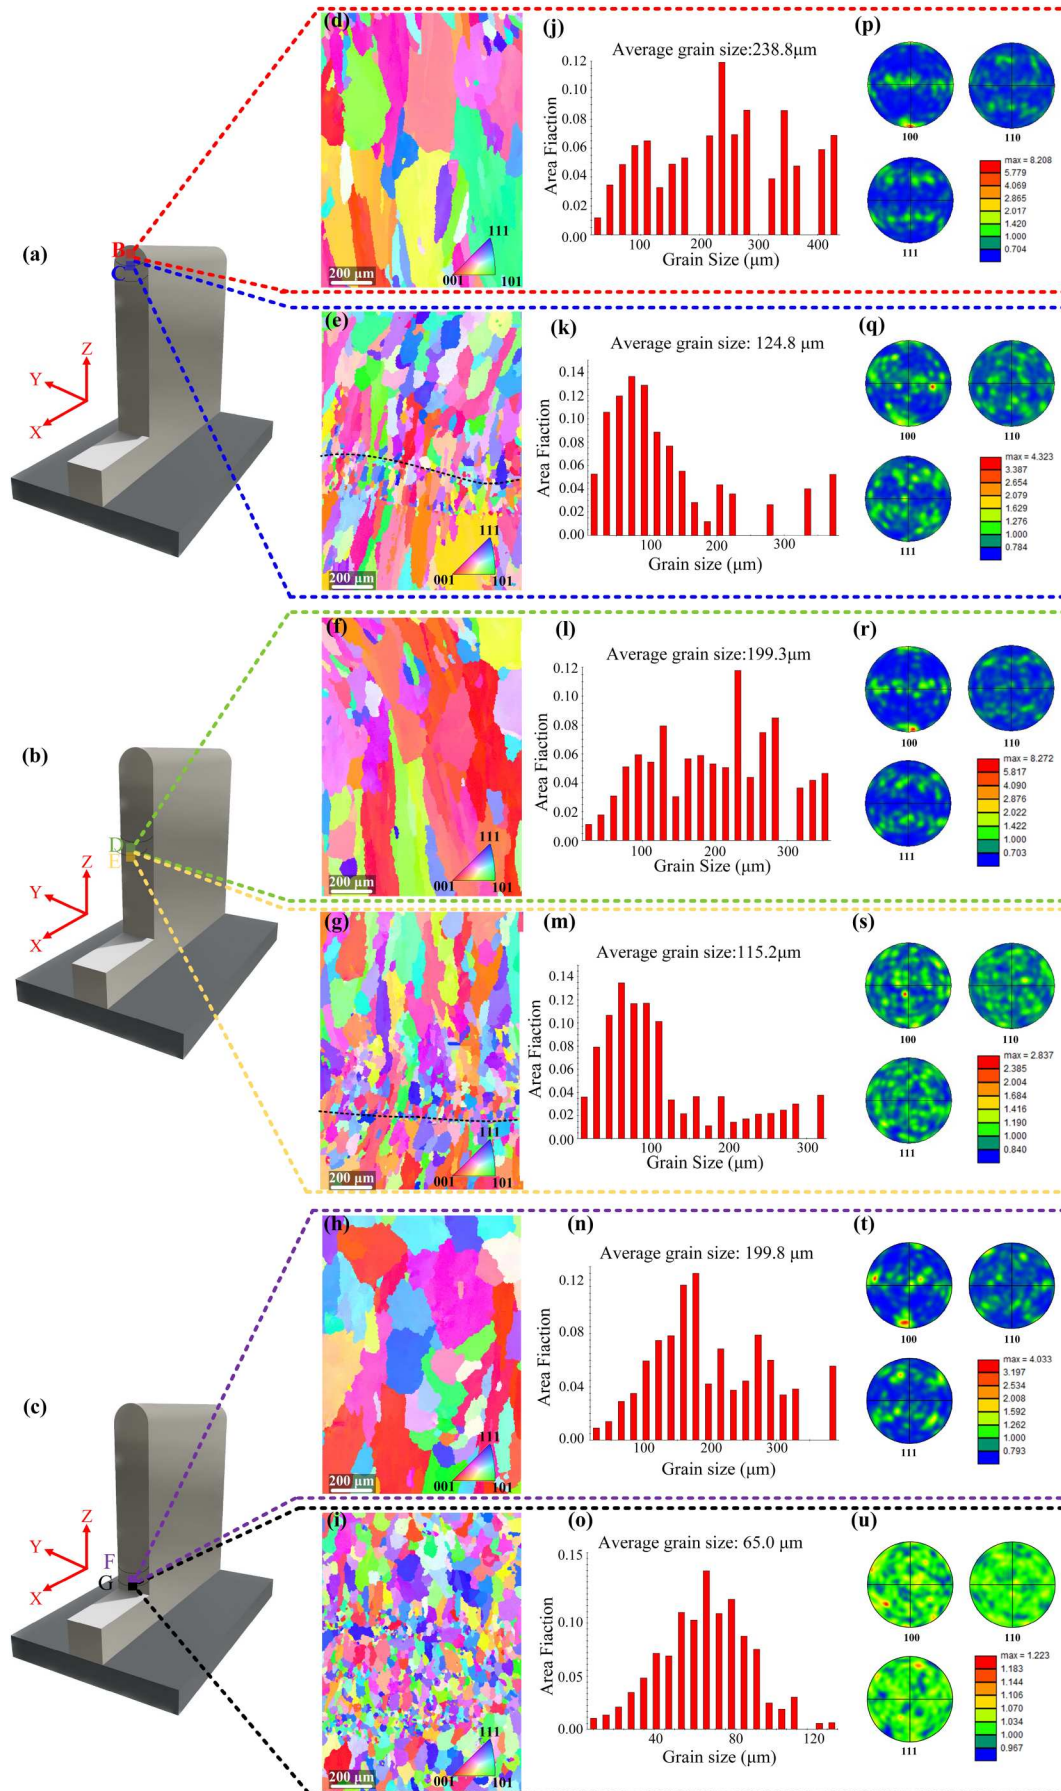 (a)
B
C
Z
Y
X
(d)
111
200 μm
001
101
(j)
Average grain size:238.8μm
Area Fiaction
0.12
0.10
0.08
0.06
0.04
0.02
0.00
100
200
300
400
Grain Size (μm)
(p)
100
110
111
max = 8.208
5.779
4.069
2.865
2.017
1.420
1.000
0.704
(e)
111
200 μm
001
101
(k)
Average grain size: 124.8 μm
Area Fiaction
0.14
0.12
0.10
0.08
0.06
0.04
0.02
0.00
100
200
300
Grain size (μm)
(q)
100
110
111
max = 4.323
3.387
2.654
2.079
1.629
1.276
1.000
0.784
(b)
D
E
Z
Y
X
(f)
111
200 μm
001
101
(l)
Average grain size:199.3μm
Area Fiaction
0.12
0.10
0.08
0.06
0.04
0.02
0.00
100
200
300
Grain Size (μm)
(r)
100
110
111
max = 8.272
5.817
4.090
2.876
2.022
1.422
1.000
0.703
(g)
111
200 μm
001
101
(m)
Average grain size:115.2μm
Area Fiaction
0.14
0.12
0.10
0.08
0.06
0.04
0.02
0.00
100
200
300
Grain Size (μm)
(s)
100
110
111
max = 2.837
2.385
2.004
1.684
1.416
1.190
1.000
0.840
(c)
F
G
Z
Y
X
(h)
111
200 μm
001
101
(n)
Average grain size: 199.8 μm
Area Fiaction
0.12
0.08
0.04
0.00
100
200
300
Grain size (μm)
(t)
100
110
111
max = 4.033
3.197
2.534
2.008
1.592
1.262
1.000
0.793
(i)
111
200 μm
001
101
(o)
Average grain size: 65.0 μm
Area Fiaction
0.15
0.10
0.05
0.00
40
80
120
Grain size (μm)
(u)
100
110
111
max = 1.223
1.183
1.144
1.106
1.070
1.034
1.000
0.967